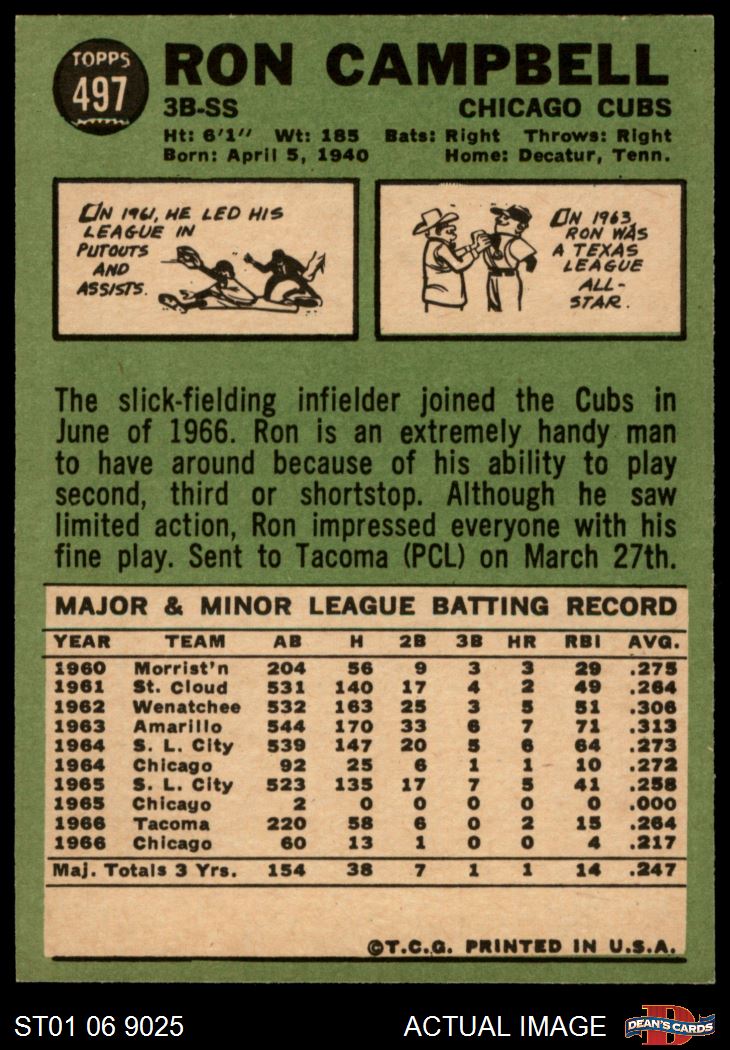 TOPPS
497
RON CAMPBELL
3B-SS CHICAGO CUBS
Ht: 6'1" Wt: 185 Bats: Right Throws: Right
Born: April 5, 1940 Home: Decatur, Tenn.
ON 1961, HE LED HIS
LEAGUE IN
PUTOUTS
AND
ASSISTS.
ON 1963,
RON WAS
A TEXAS
LEAGUE
ALL-
STAR.
The slick-fielding infielder joined the Cubs in
June of 1966. Ron is an extremely handy man
to have around because of his ability to play
second, third or shortstop. Although he saw
limited action, Ron impressed everyone with his
fine play. Sent to Tacoma (PCL) on March 27th.
MAJOR & MINOR LEAGUE BATTING RECORD
YEAR TEAM AB H 2B 3B HR RBI AVG.
1960 Morrist'n 204 56 9 3 3 29 .275
1961 St. Cloud 531 140 17 4 2 49 .264
1962 Wenatchee 532 163 25 3 5 51 .306
1963 Amarillo 544 170 33 6 7 71 .313
1964 S. L. City 539 147 20 5 6 64 .273
1964 Chicago 92 25 6 1 1 10 .272
1965 S. L. City 523 135 17 7 5 41 .258
1965 Chicago 2 0 0 0 0 0 .000
1966 Tacoma 220 58 6 0 2 15 .264
1966 Chicago 60 13 1 0 0 4 .217
Maj. Totals 3 Yrs. 154 38 7 1 1 14 .247
©T.C.G. PRINTED IN U.S.A.
ST01 06 9025 ACTUAL IMAGE D DEAN'S CARDS